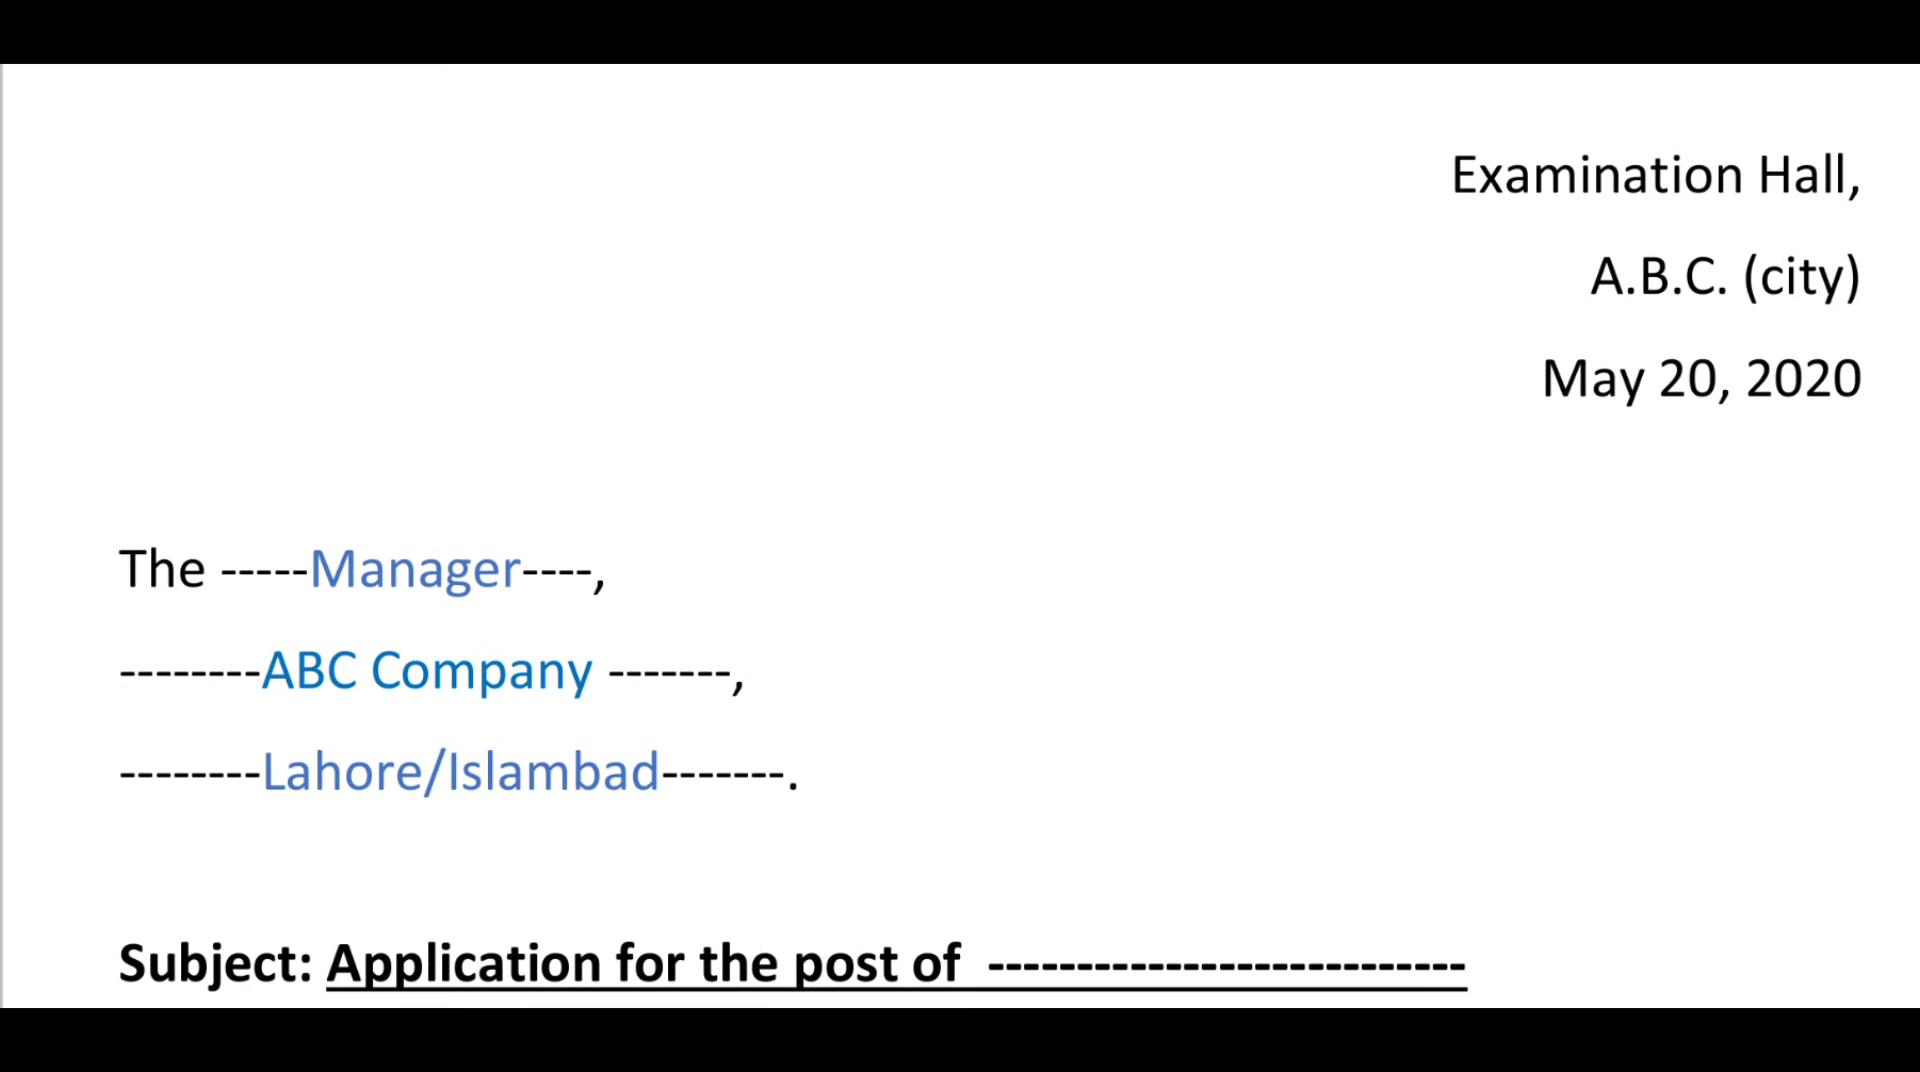 Examination Hall,
A.B.C. (city)
May 20, 2020
The -----Manager----,
--------ABC Company -------,
--------Lahore/Islambad-------.
Subject: Application for the post of ---------------------------